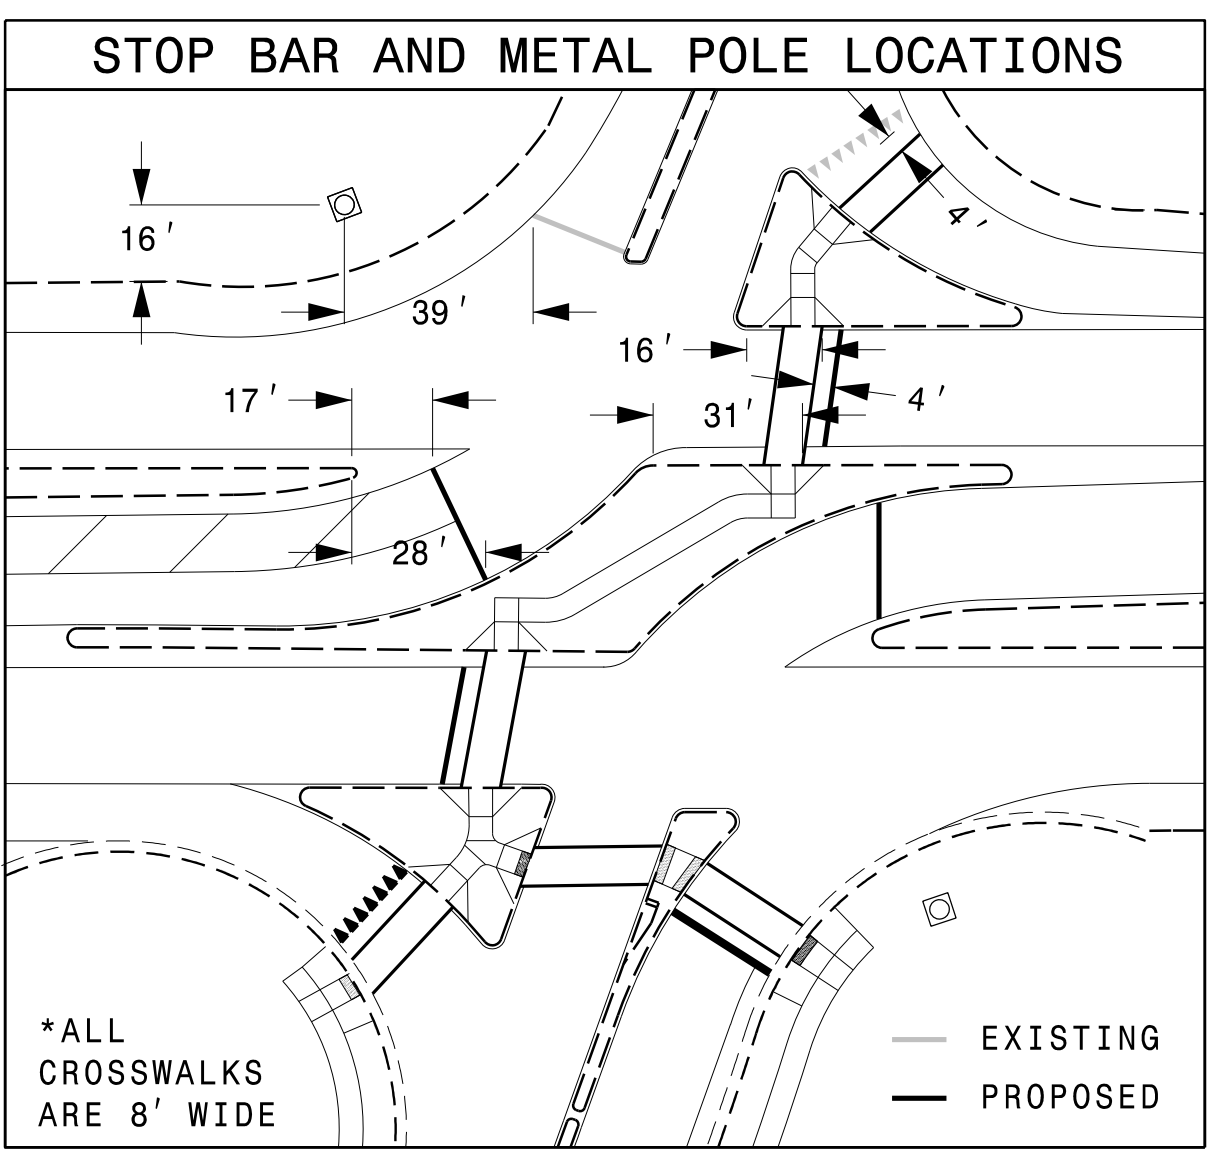 STOP BAR AND METAL POLE LOCATIONS
4'
16'
39'
16'
17'
31'
4'
28'
*ALL
CROSSWALKS
ARE 8' WIDE
EXISTING
PROPOSED